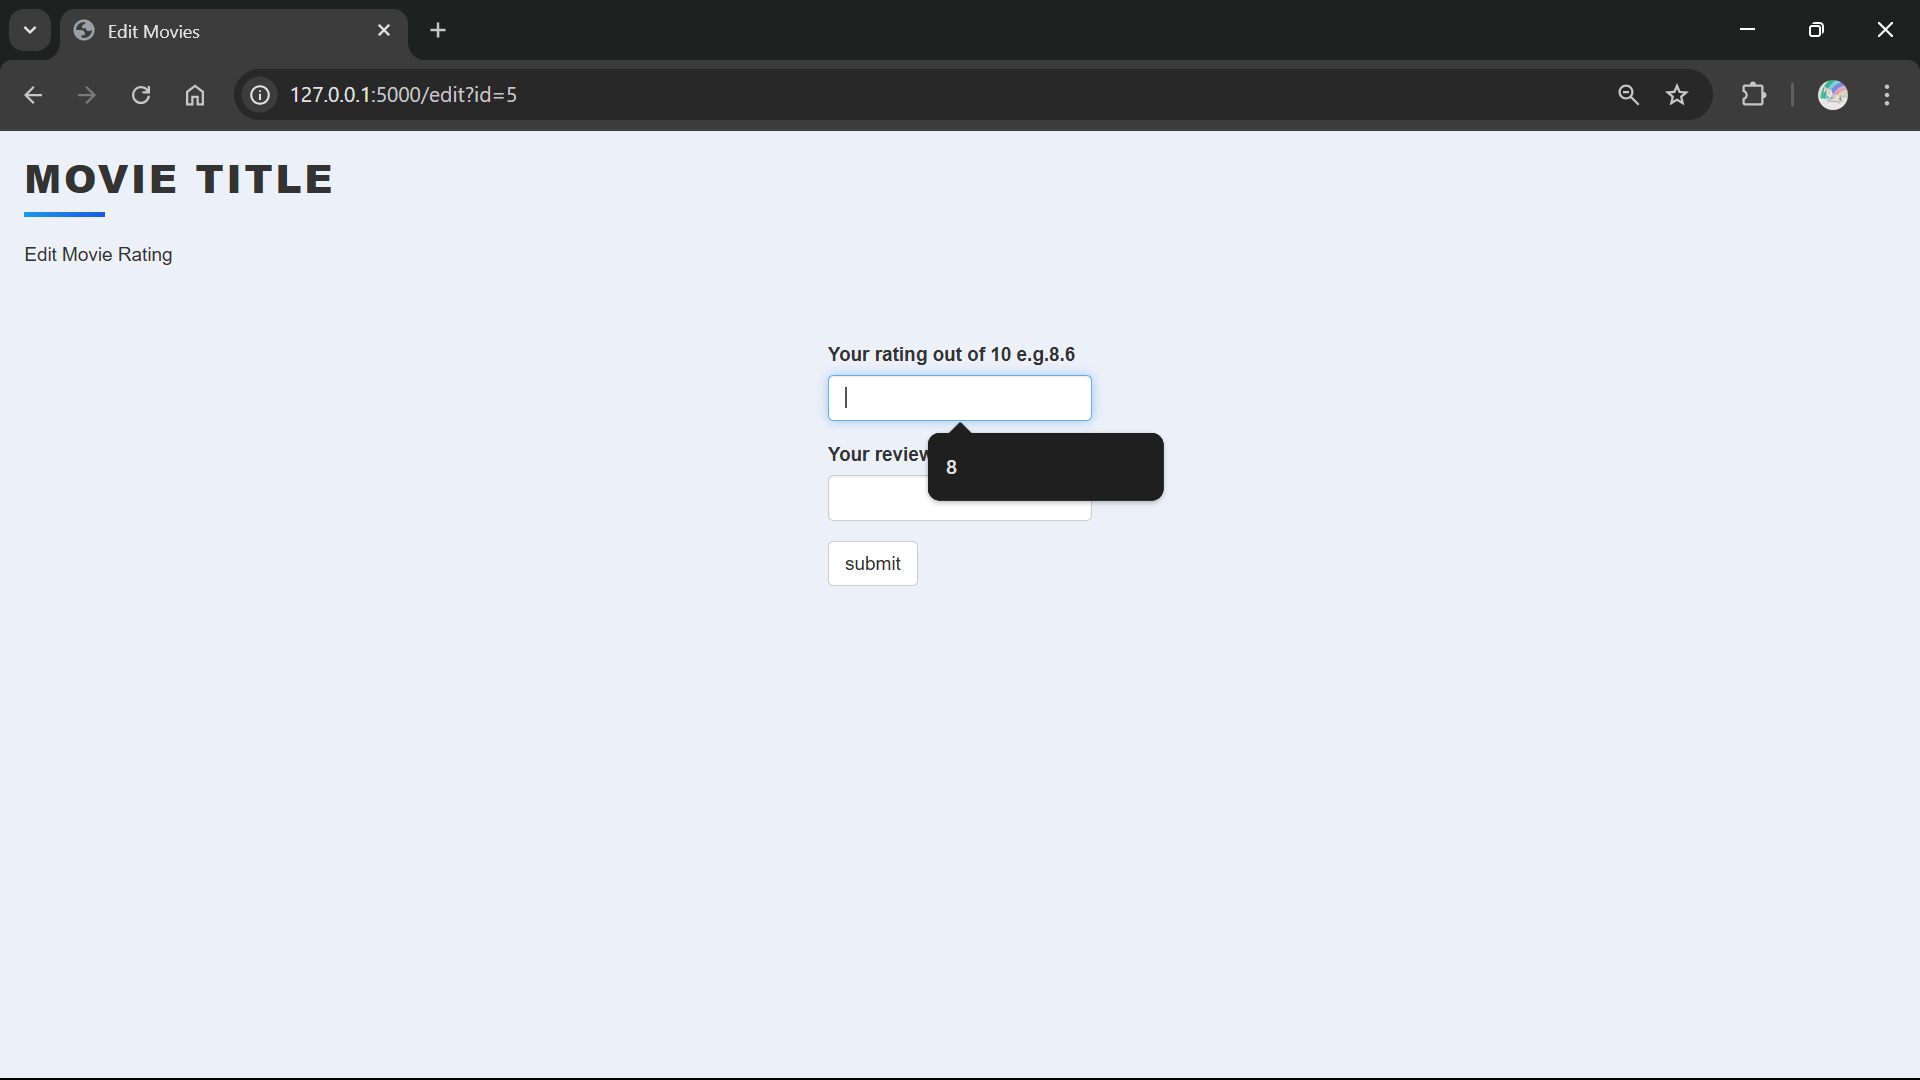 Edit Movies
127.0.0.1:5000/edit?id=5
MOVIE TITLE
Edit Movie Rating
Your rating out of 10 e.g.8.6
Your review
8
submit